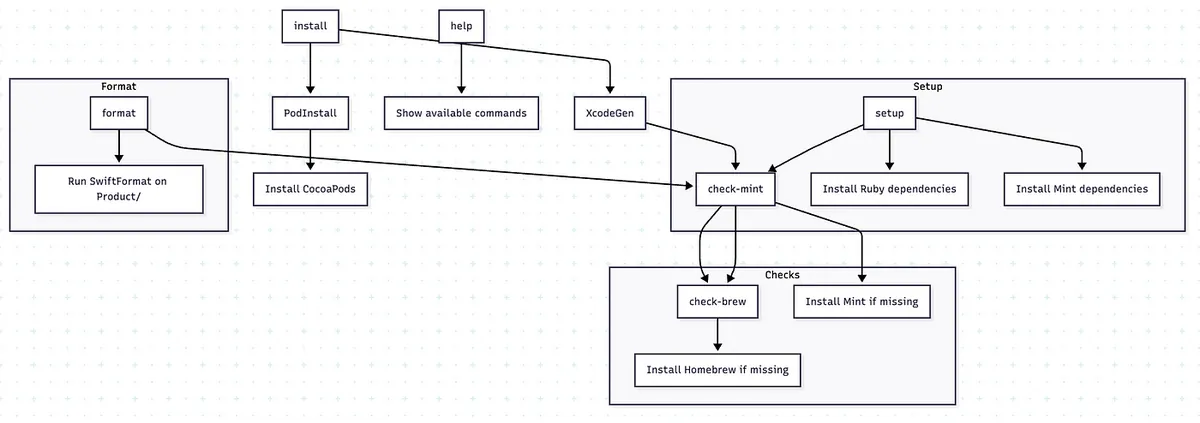 install
help
Format
Setup
format
PodInstall
Show available commands
XcodeGen
setup
Run SwiftFormat on
Product/
Install CocoaPods
check-mint
Install Ruby dependencies
Install Mint dependencies
Checks
check-brew
Install Mint if missing
Install Homebrew if missing